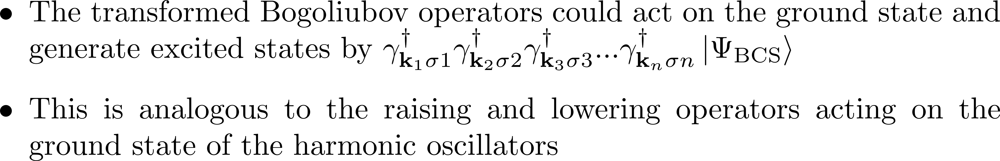 • The transformed Bogoliubov operators could act on the ground state and
generate excited states by $\gamma^{\dagger}_{\mathbf{k}_1\sigma 1}\gamma^{\dagger}_{\mathbf{k}_2\sigma 2}\gamma^{\dagger}_{\mathbf{k}_3\sigma 3}...\gamma^{\dagger}_{\mathbf{k}_n\sigma n}|\Psi_{\mathrm{BCS}}\rangle$
• This is analogous to the raising and lowering operators acting on the
ground state of the harmonic oscillators